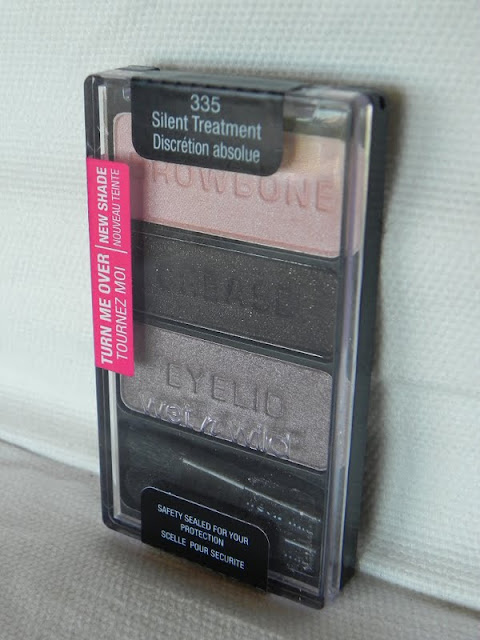 335
Silent Treatment
Discrétion absolue
BROWBONE
TURN ME OVER | NEW SHADE
TOURNEZ MOI | NOUVEAU TEINTE
CREASE
EYELID
wet n wild
SAFETY SEALED FOR YOUR
PROTECTION
SCELLE POUR SECURITE